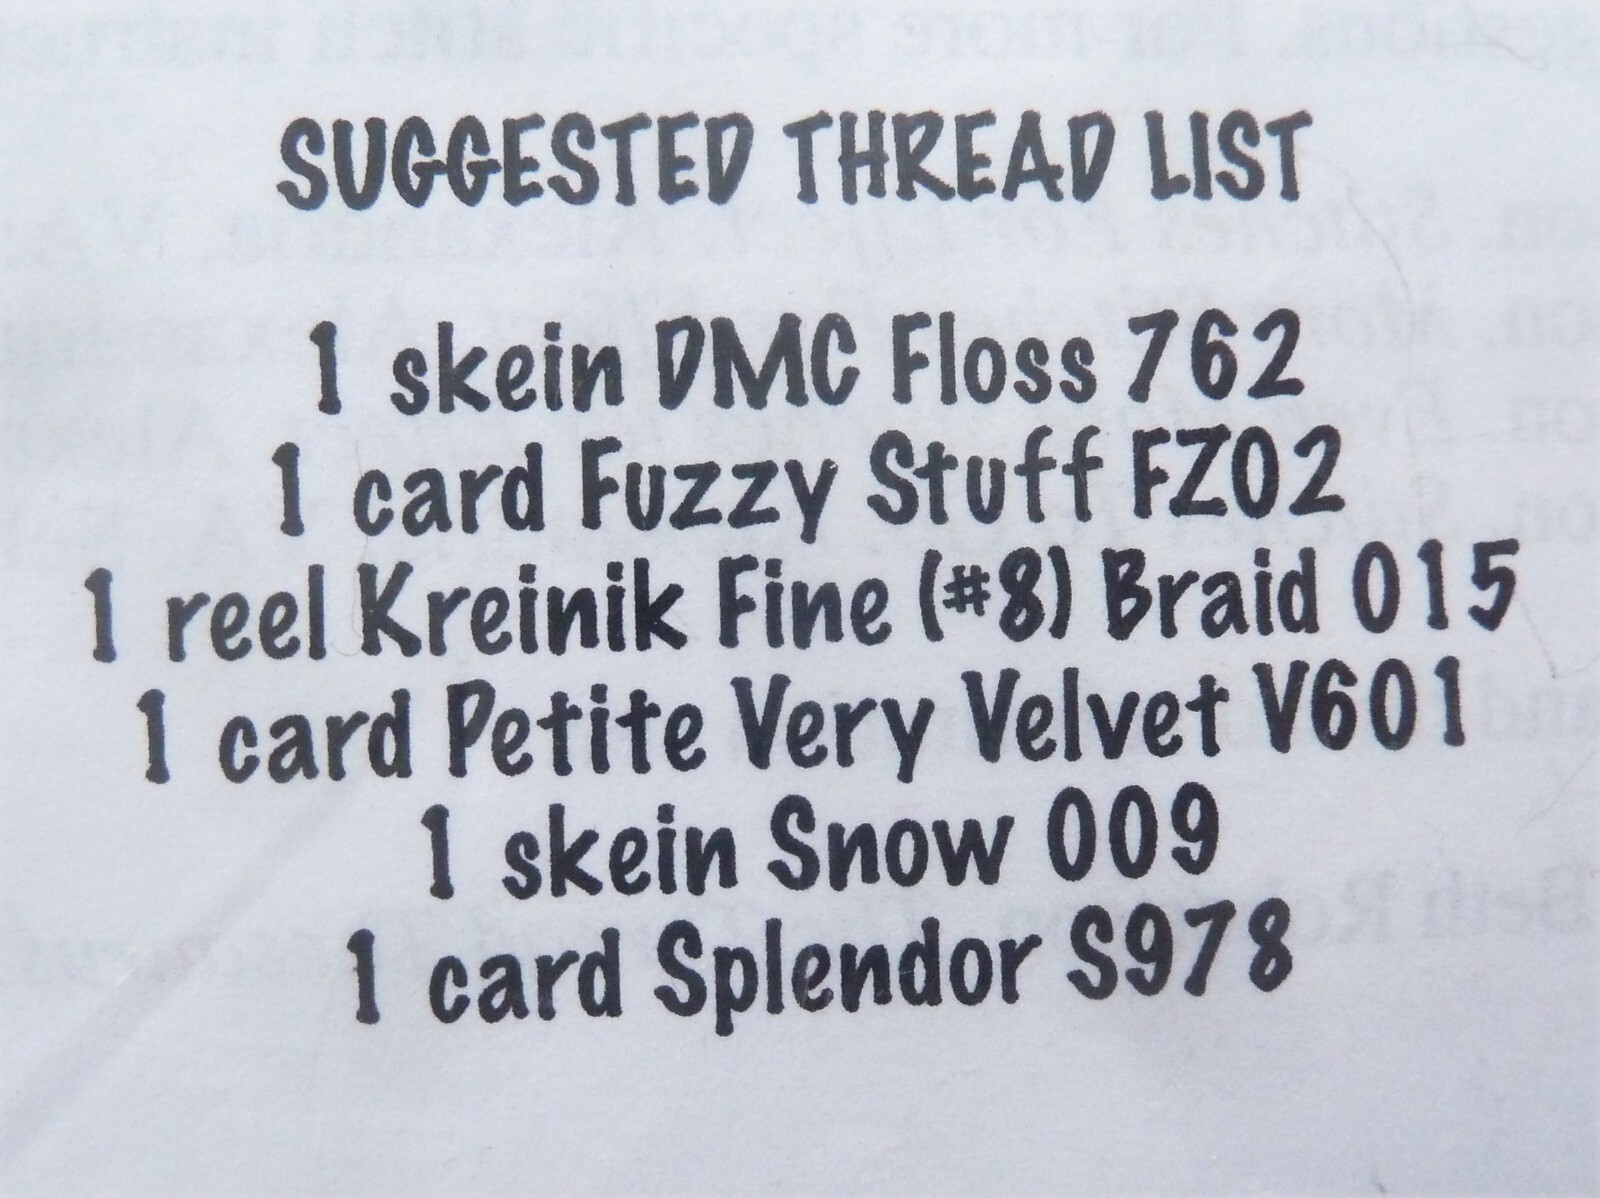 SUGGESTED THREAD LIST
1 skein DMC Floss 762
1 card Fuzzy Stuff FZ02
1 reel Kreinik Fine (#8) Braid 015
1 card Petite Very Velvet V601
1 skein Snow 009
1 card Splendor S978